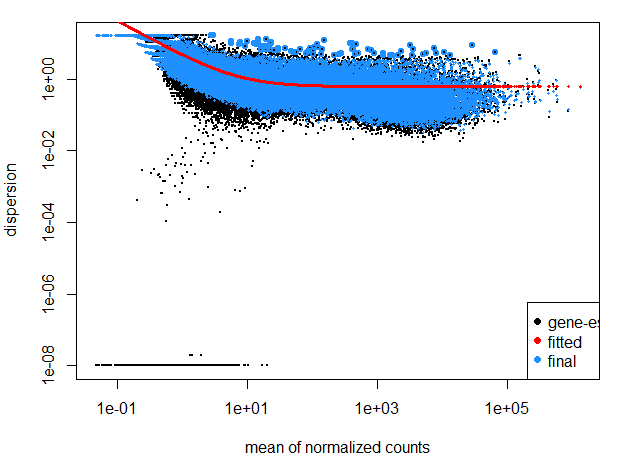 dispersion
1e+00
1e-02
1e-04
1e-06
1e-08
gene-es
fitted
final
1e-01
1e+01
1e+03
1e+05
mean of normalized counts